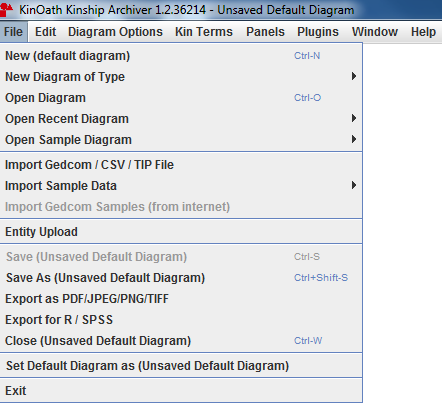 KinOath Kinship Archiver 1.2.36214 - Unsaved Default Diagram
File Edit Diagram Options Kin Terms Panels Plugins Window Help
New (default diagram) Ctrl-N
New Diagram of Type
Open Diagram Ctrl-O
Open Recent Diagram
Open Sample Diagram
Import Gedcom / CSV / TIP File
Import Sample Data
Import Gedcom Samples (from internet)
Entity Upload
Save (Unsaved Default Diagram) Ctrl-S
Save As (Unsaved Default Diagram) Ctrl+Shift-S
Export as PDF/JPEG/PNG/TIFF
Export for R / SPSS
Close (Unsaved Default Diagram) Ctrl-W
Set Default Diagram as (Unsaved Default Diagram)
Exit